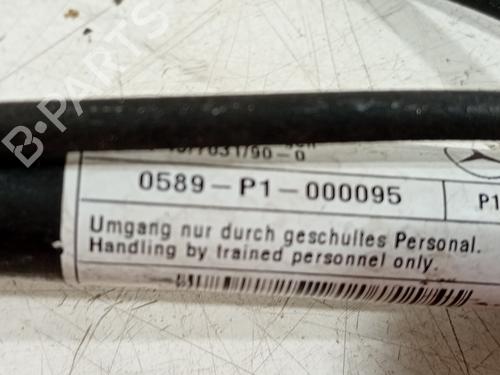 B-PARTS
0589-P1-000095
P1
Umgang nur durch geschultes Personal.
Handling by trained personnel only.